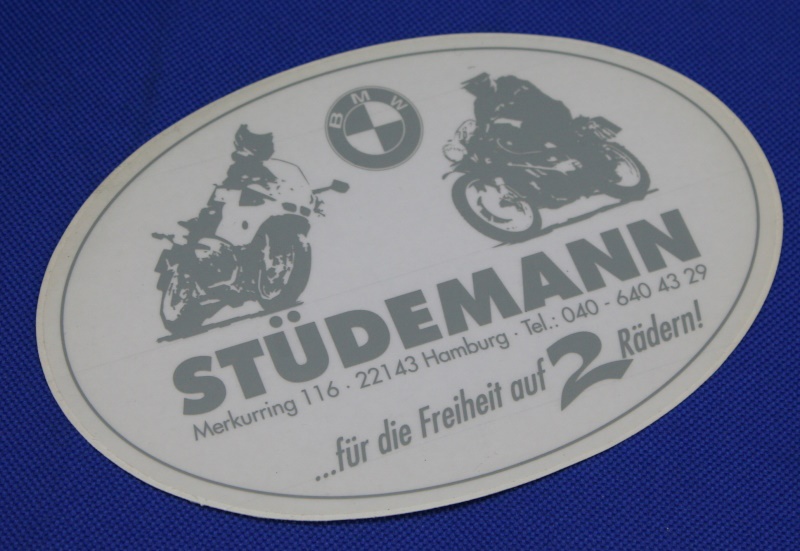 BMW
STÜDEMANN
Merkurring 116 · 22143 Hamburg · Tel.: 040 - 640 43 29
...für die Freiheit auf 2 Rädern!